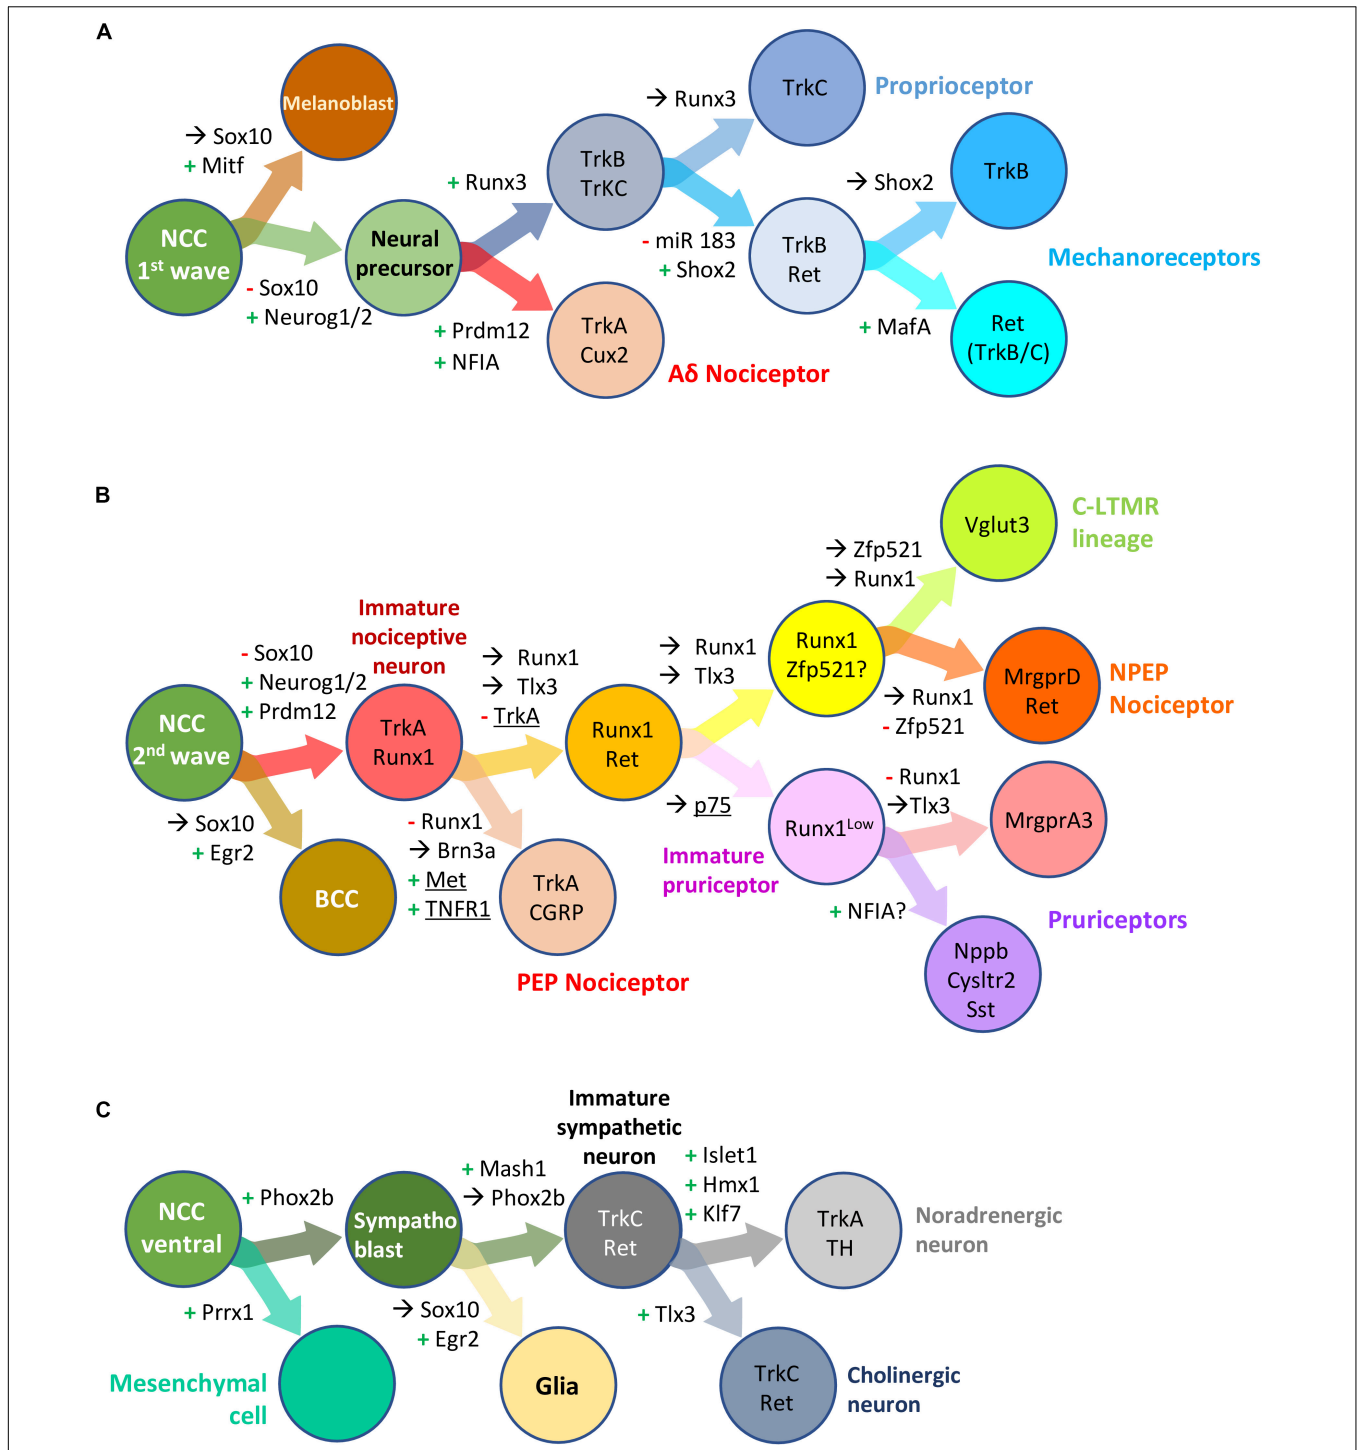 A
Melanoblast
→ Sox10
+ Mitf
NCC
1st wave
- Sox10
+ Neurog1/2
Neural
precursor
+ Runx3
+ Prdm12
+ NFIA
TrkB
TrKC
TrkA
Cux2
Aδ Nociceptor
→ Runx3
TrkC
Proprioceptor
- miR 183
+ Shox2
TrkB
Ret
→ Shox2
TrkB
Mechanoreceptors
+ MafA
Ret
(TrkB/C)
B
NCC
2nd wave
- Sox10
+ Neurog1/2
+ Prdm12
→ Sox10
+ Egr2
BCC
Immature
nociceptive
neuron
TrkA
Runx1
→ Runx1
→ Tlx3
- TrkA
- Runx1
→ Brn3a
+ Met
+ TNFR1
TrkA
CGRP
PEP Nociceptor
Runx1
Ret
→ Runx1
→ Tlx3
→ p75
Runx1
Zfp521?
→ Zfp521
→ Runx1
Vglut3
C-LTMR
lineage
→ Runx1
- Zfp521
MrgprD
Ret
NPEP
Nociceptor
Immature
pruriceptor
Runx1Low
- Runx1
→Tlx3
MrgprA3
+ NFIA?
Nppb
Cysltr2
Sst
Pruriceptors
C
NCC
ventral
+ Phox2b
+ Prrx1
Mesenchymal
cell
Sympatho
blast
+ Mash1
→ Phox2b
→ Sox10
+ Egr2
Glia
Immature
sympathetic
neuron
TrkC
Ret
+ Islet1
+ Hmx1
+ Klf7
TrkA
TH
Noradrenergic
neuron
+ Tlx3
TrkC
Ret
Cholinergic
neuron